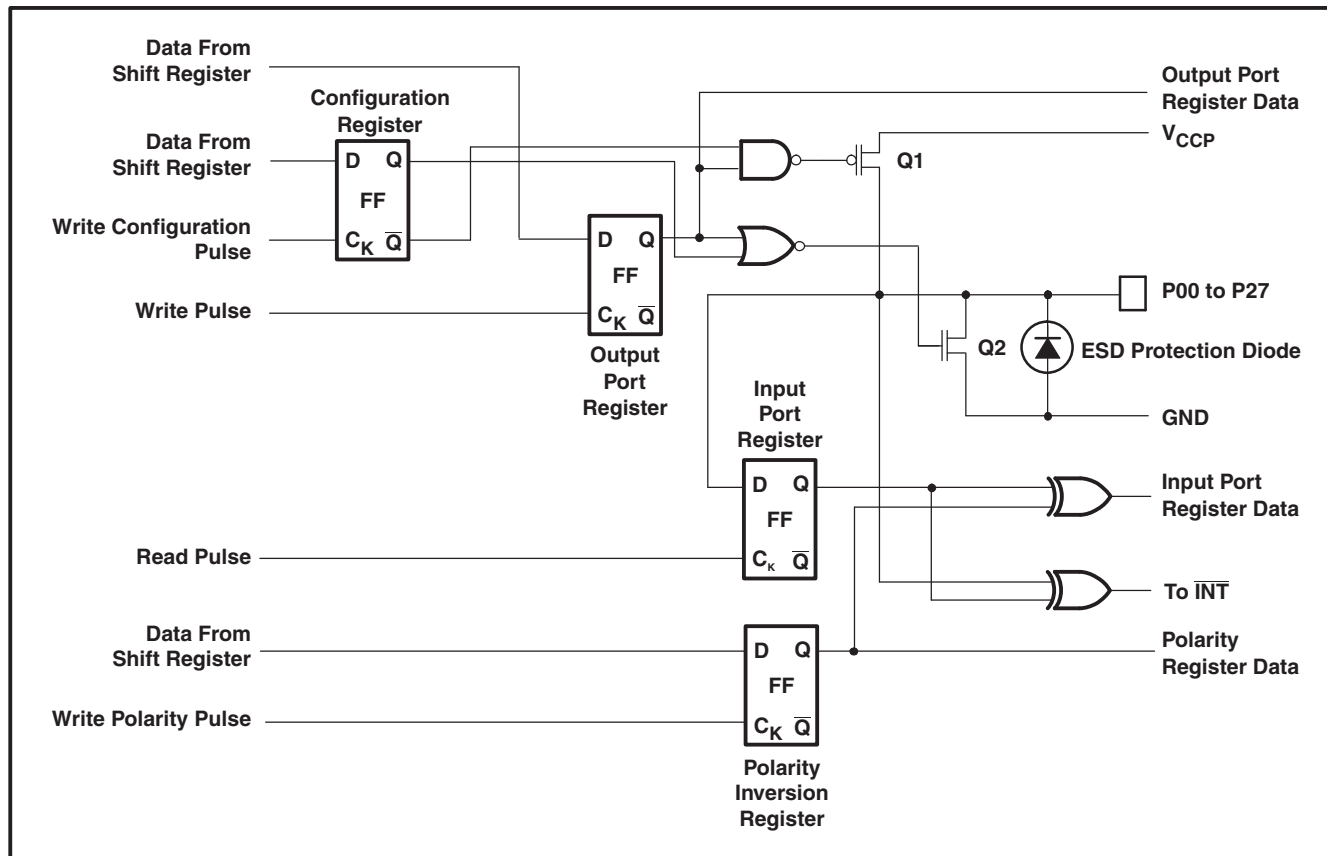 Data From
Shift Register
Configuration
Register
Data From
Shift Register
D Q
FF
CK Q̅
Write Configuration
Pulse
Write Pulse
D Q
FF
CK Q̅
Output
Port
Register
Output Port
Register Data
VCCP
Q1
P00 to P27
Q2
ESD Protection Diode
GND
Input
Port
Register
D Q
FF
CK Q̅
Read Pulse
Input Port
Register Data
To I̅N̅T̅
Data From
Shift Register
Write Polarity Pulse
D Q
FF
CK Q̅
Polarity
Inversion
Register
Polarity
Register Data